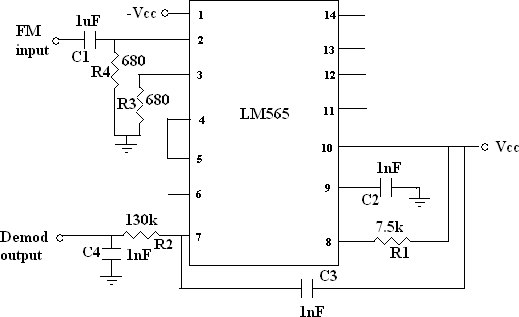 -Vcc
1
14
FM
input
1uF
C1
2
13
R4
680
3
12
R3
680
LM565
11
4
10
Vcc
5
1nF
9
C2
6
7.5k
8
R1
130k
Demod
output
R2
7
C4
1nF
C3
1nF